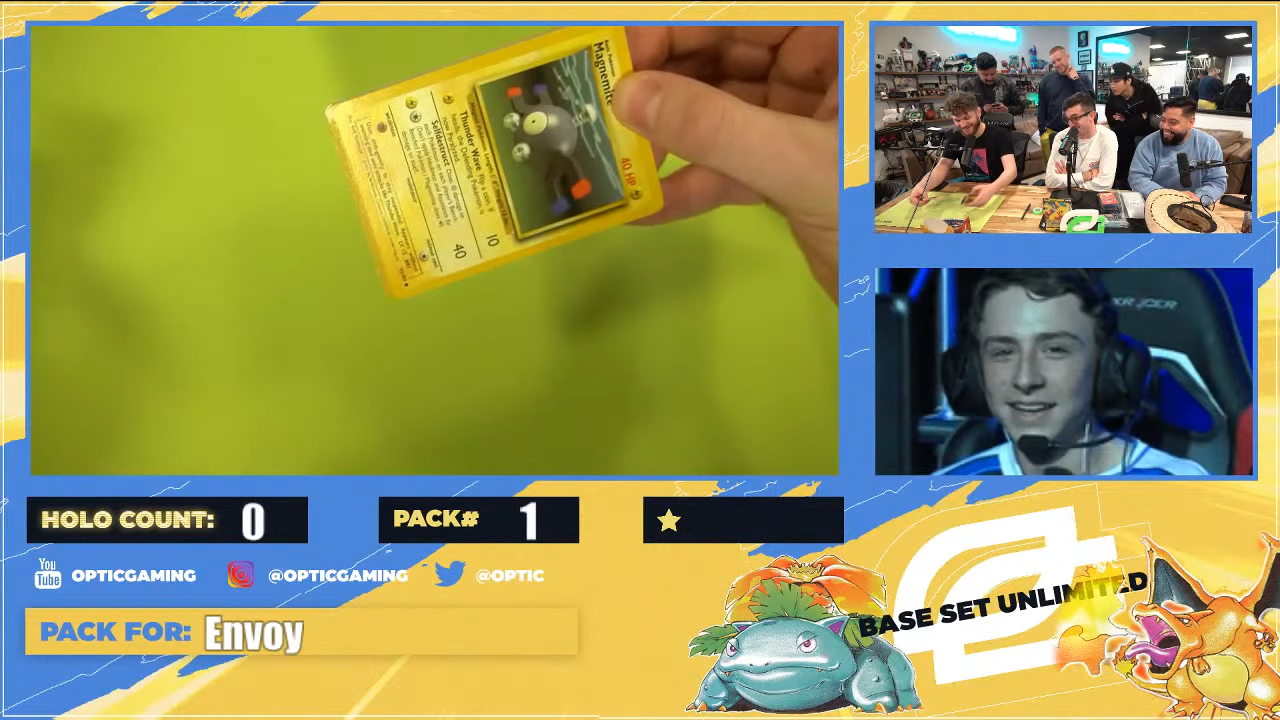 Magnemite
40 HP
Thunder Wave
10
Selfdestruct
40
HOLO COUNT: 0
PACK# 1
YouTube OPTICGAMING
@OPTICGAMING
@OPTIC
PACK FOR: Envoy
BASE SET UNLIMITED